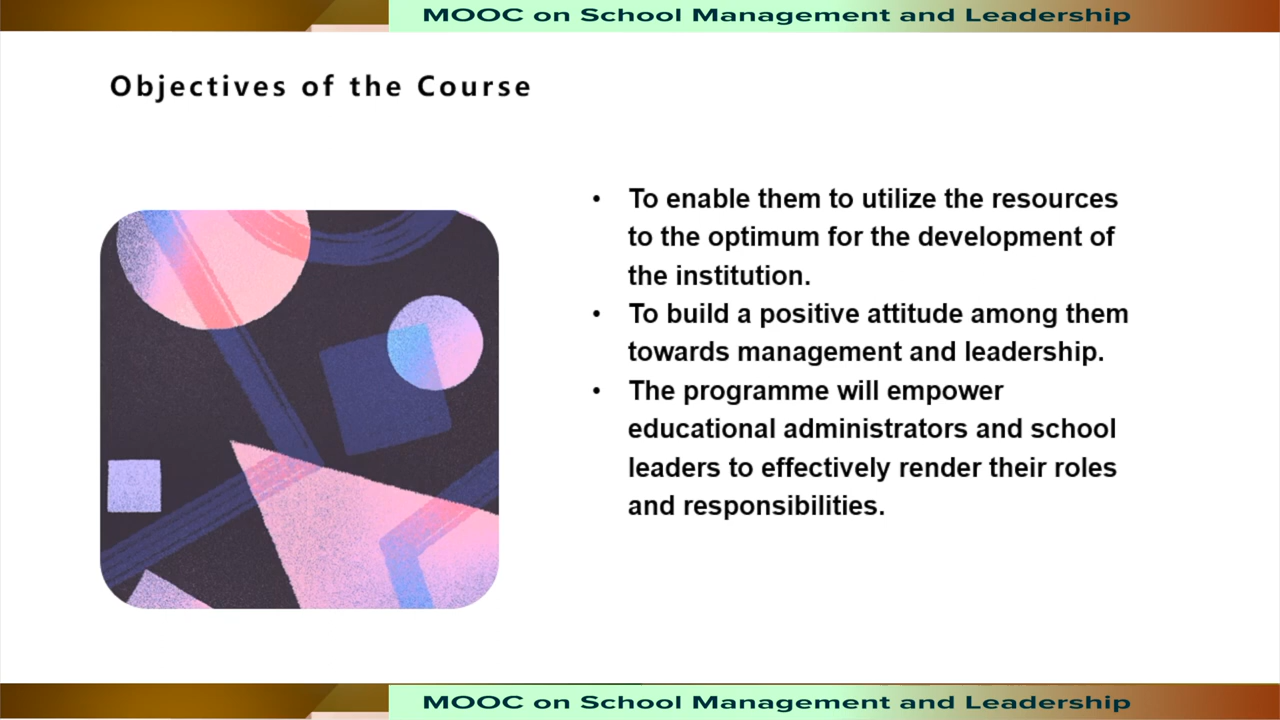 MOOC on School Management and Leadership
Objectives of the Course
• To enable them to utilize the resources
to the optimum for the development of
the institution.
• To build a positive attitude among them
towards management and leadership.
• The programme will empower
educational administrators and school
leaders to effectively render their roles
and responsibilities.
MOOC on School Management and Leadership